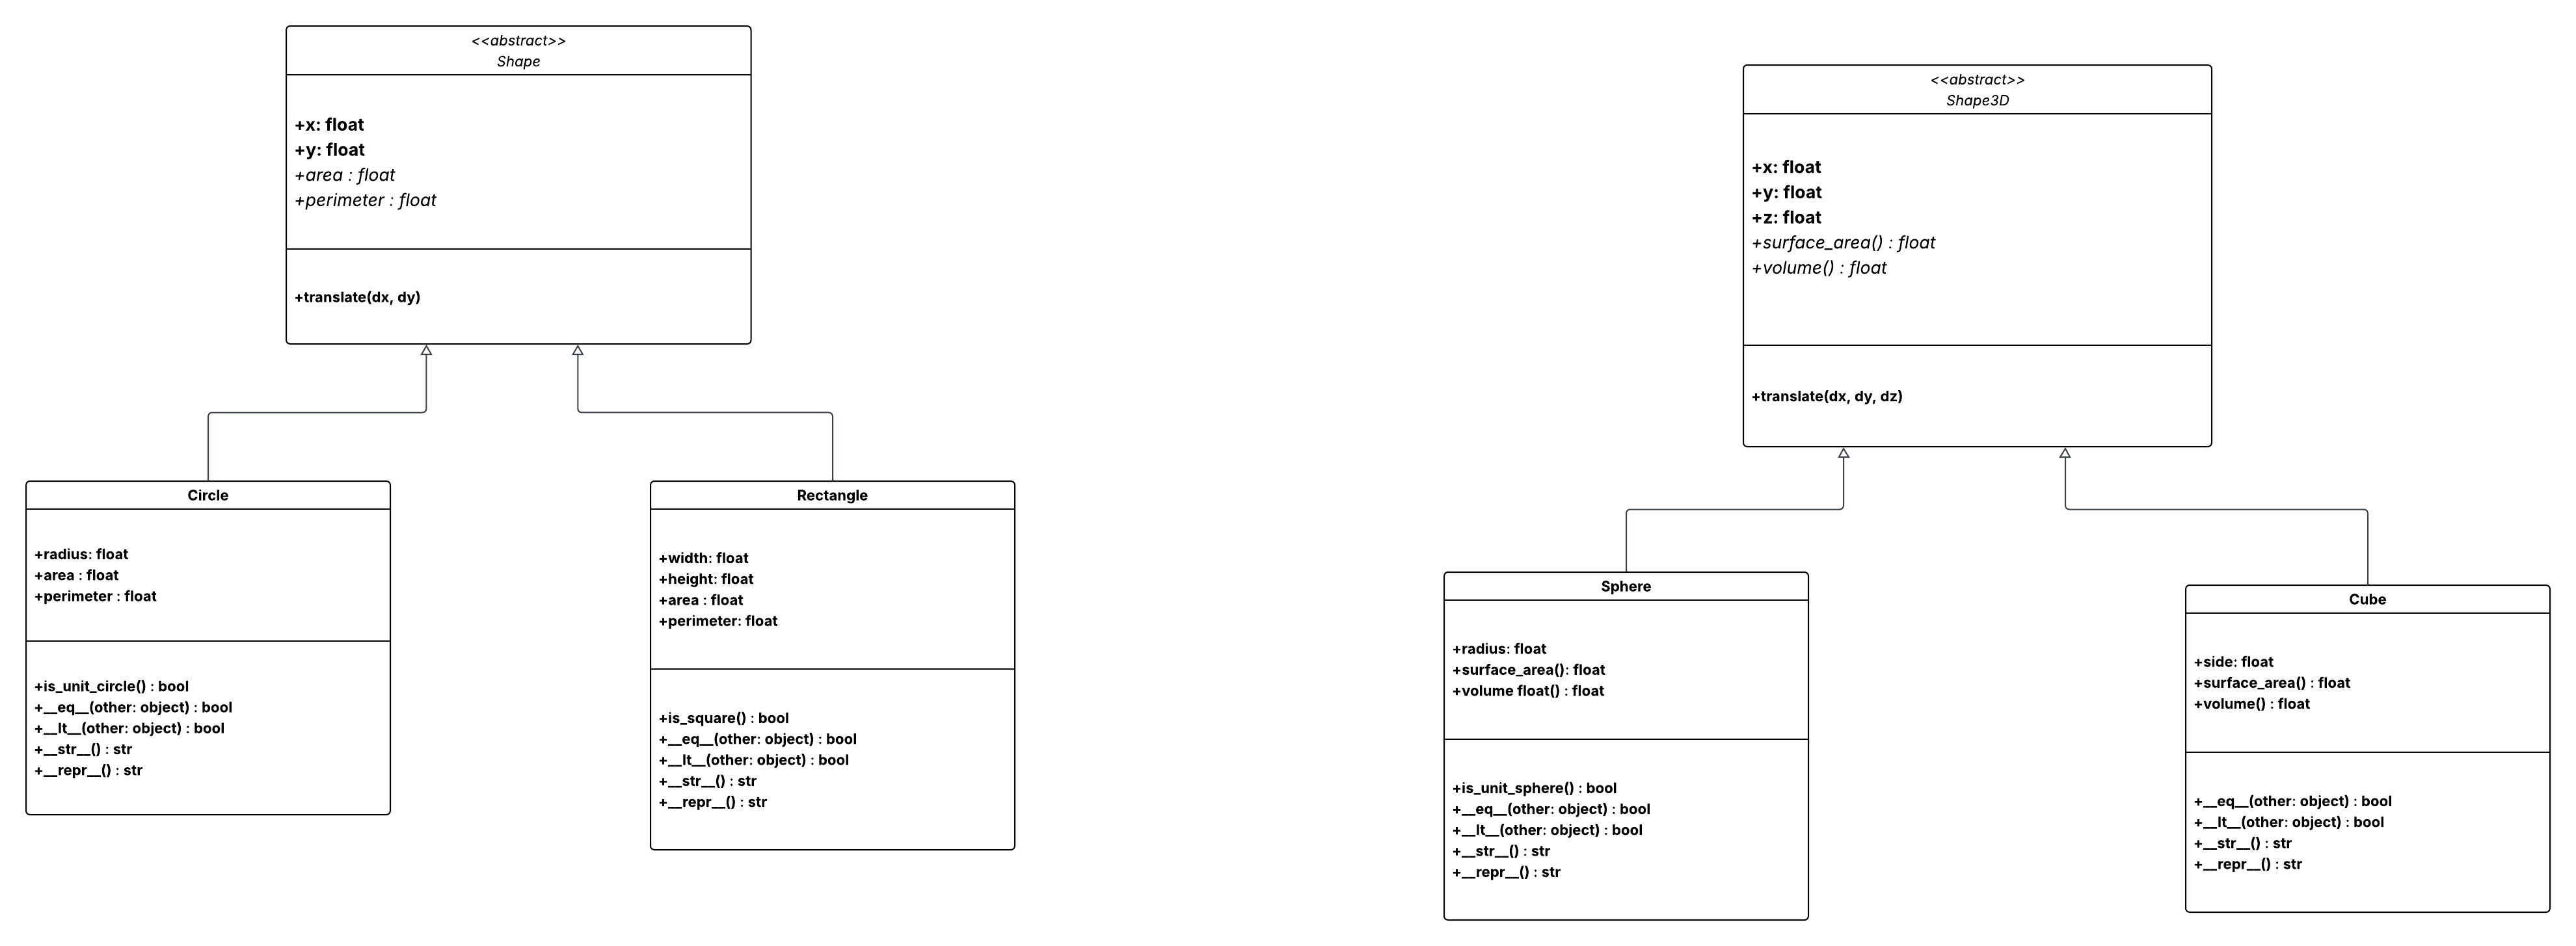 <<abstract>>
Shape
+x: float
+y: float
+area : float
+perimeter : float
+translate(dx, dy)
<<abstract>>
Shape3D
+x: float
+y: float
+z: float
+surface_area() : float
+volume() : float
+translate(dx, dy, dz)
Circle
+radius: float
+area : float
+perimeter : float
+is_unit_circle() : bool
+__eq__(other: object) : bool
+__lt__(other: object) : bool
+__str__() : str
+__repr__() : str
Rectangle
+width: float
+height: float
+area : float
+perimeter: float
+is_square() : bool
+__eq__(other: object) : bool
+__lt__(other: object) : bool
+__str__() : str
+__repr__() : str
Sphere
+radius: float
+surface_area(): float
+volume float() : float
+is_unit_sphere() : bool
+__eq__(other: object) : bool
+__lt__(other: object) : bool
+__str__() : str
+__repr__() : str
Cube
+side: float
+surface_area() : float
+volume() : float
+__eq__(other: object) : bool
+__lt__(other: object) : bool
+__str__() : str
+__repr__() : str